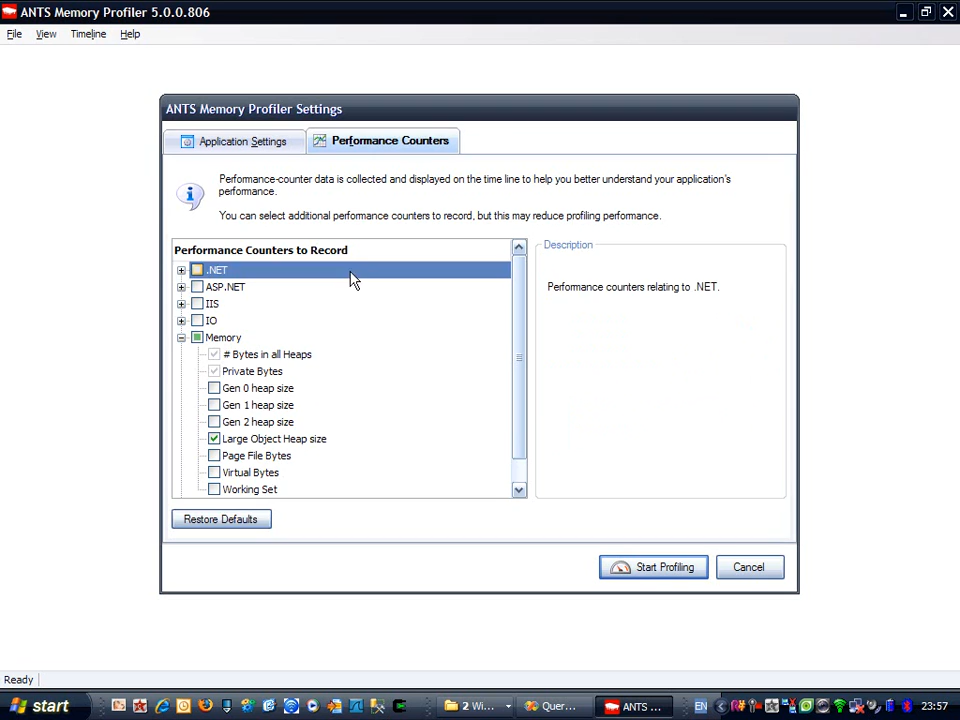 ANTS Memory Profiler 5.0.0.806
File View Timeline Help
ANTS Memory Profiler Settings
Application Settings Performance Counters
Performance-counter data is collected and displayed on the time line to help you better understand your application's
performance.
You can select additional performance counters to record, but this may reduce profiling performance.
Performance Counters to Record
Description
.NET
Performance counters relating to .NET.
ASP.NET
IIS
IO
Memory
# Bytes in all Heaps
Private Bytes
Gen 0 heap size
Gen 1 heap size
Gen 2 heap size
Large Object Heap size
Page File Bytes
Virtual Bytes
Working Set
Restore Defaults
Start Profiling Cancel
Ready
start 2 Wi... Quer... ANTS ... EN 23:57